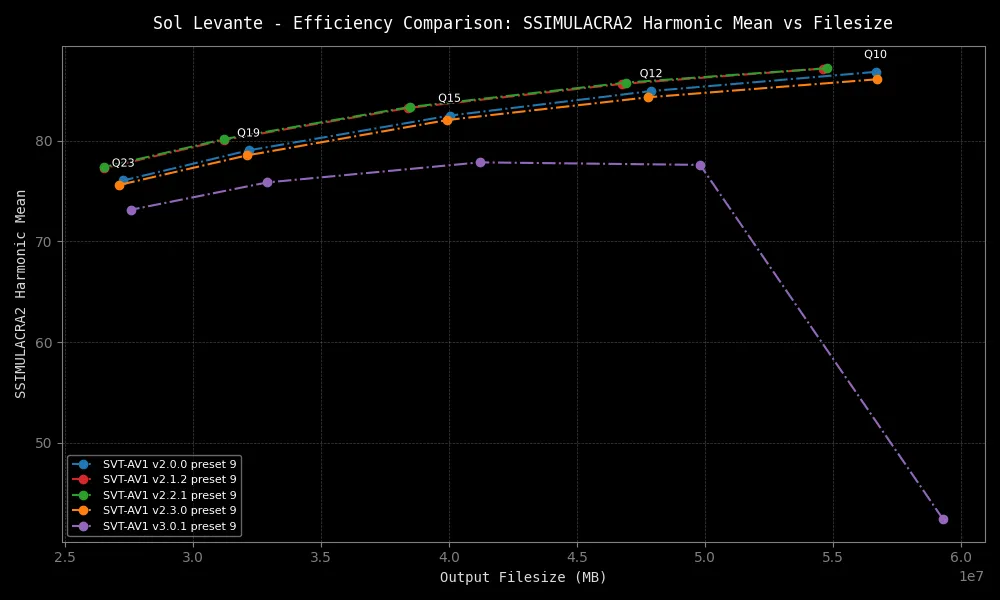 Sol Levante - Efficiency Comparison: SSIMULACRA2 Harmonic Mean vs Filesize
SSIMULACRA2 Harmonic Mean
80
70
60
50
Q23
Q19
Q15
Q12
Q10
SVT-AV1 v2.0.0 preset 9
SVT-AV1 v2.1.2 preset 9
SVT-AV1 v2.2.1 preset 9
SVT-AV1 v2.3.0 preset 9
SVT-AV1 v3.0.1 preset 9
2.5 3.0 3.5 4.0 4.5 5.0 5.5 6.0
1e7
Output Filesize (MB)